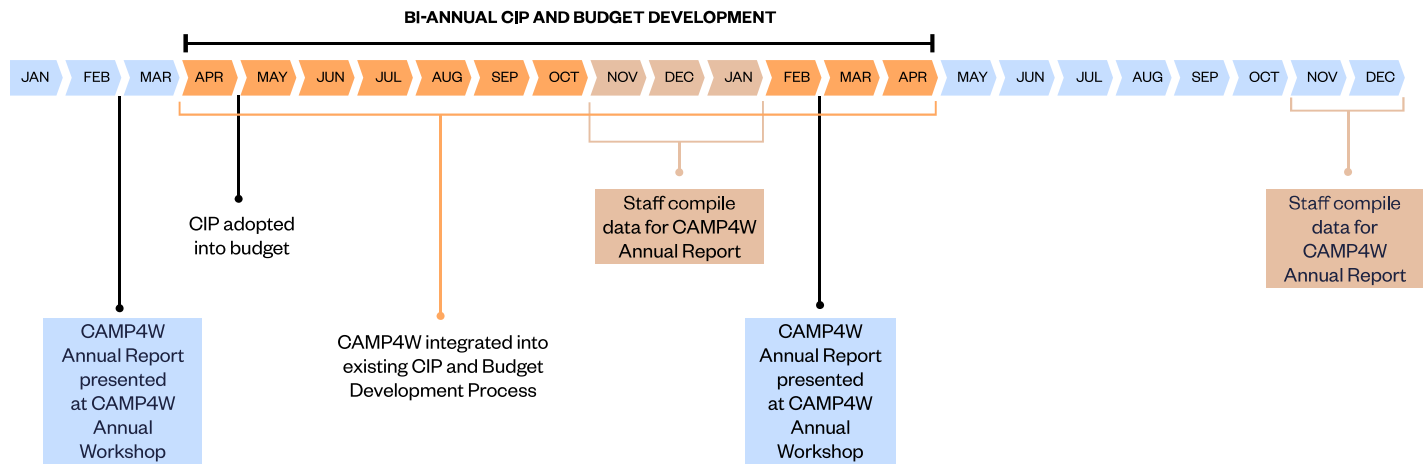 BI-ANNUAL CIP AND BUDGET DEVELOPMENT
JAN FEB MAR APR MAY JUN JUL AUG SEP OCT NOV DEC JAN FEB MAR APR MAY JUN JUL AUG SEP OCT NOV DEC
CIP adopted
into budget
Staff compile
data for CAMP4W
Annual Report
Staff compile
data for
CAMP4W
Annual Report
CAMP4W
Annual Report
presented
at CAMP4W
Annual
Workshop
CAMP4W integrated into
existing CIP and Budget
Development Process
CAMP4W
Annual Report
presented
at CAMP4W
Annual
Workshop